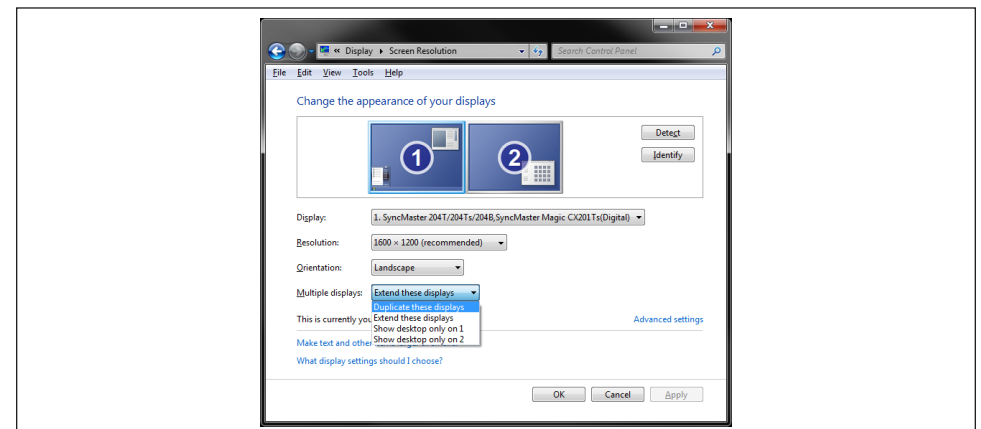 « Display ▸ Screen Resolution Search Control Panel
File Edit View Tools Help
Change the appearance of your displays
1 2
Detect
Identify
Display: 1. SyncMaster 204T/204Ts/204B,SyncMaster Magic CX201Ts(Digital)
Resolution: 1600 × 1200 (recommended)
Orientation: Landscape
Multiple displays: Extend these displays
Duplicate these displays
Extend these displays
Show desktop only on 1
Show desktop only on 2
This is currently you Advanced settings
Make text and othe
What display settings should I choose?
OK Cancel Apply